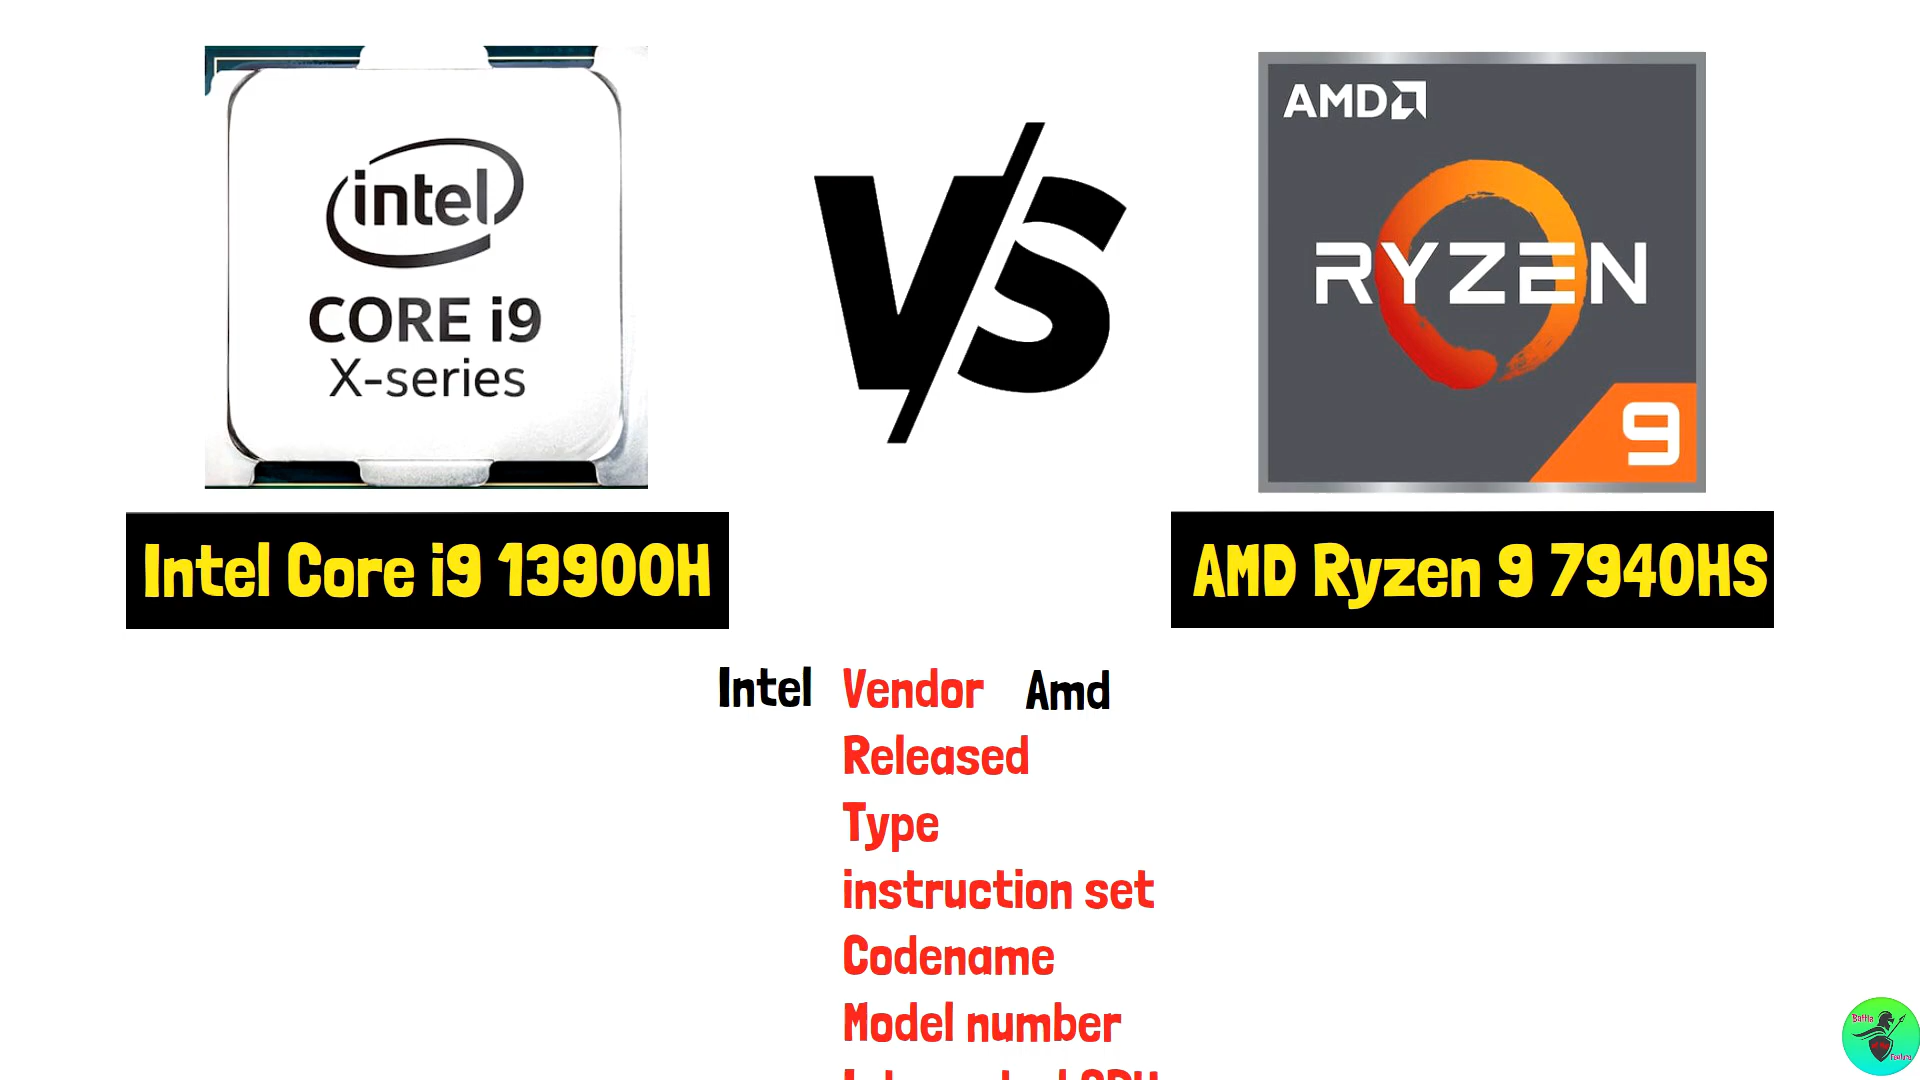 intel
CORE i9
X-series
VS
AMD
RYZEN
9
Intel Core i9 13900H
AMD Ryzen 9 7940HS
Intel Vendor Amd
Released
Type
instruction set
Codename
Model number
Battle